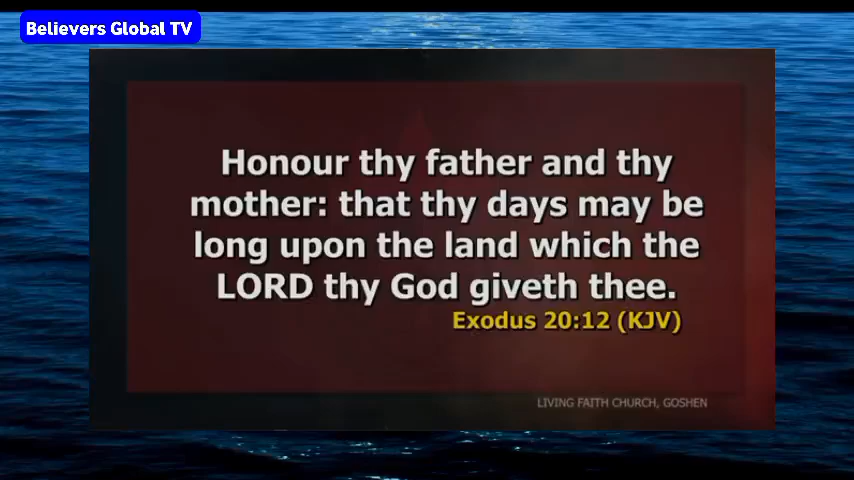 Believers Global TV
Honour thy father and thy
mother: that thy days may be
long upon the land which the
LORD thy God giveth thee.
Exodus 20:12 (KJV)
LIVING FAITH CHURCH, GOSHEN